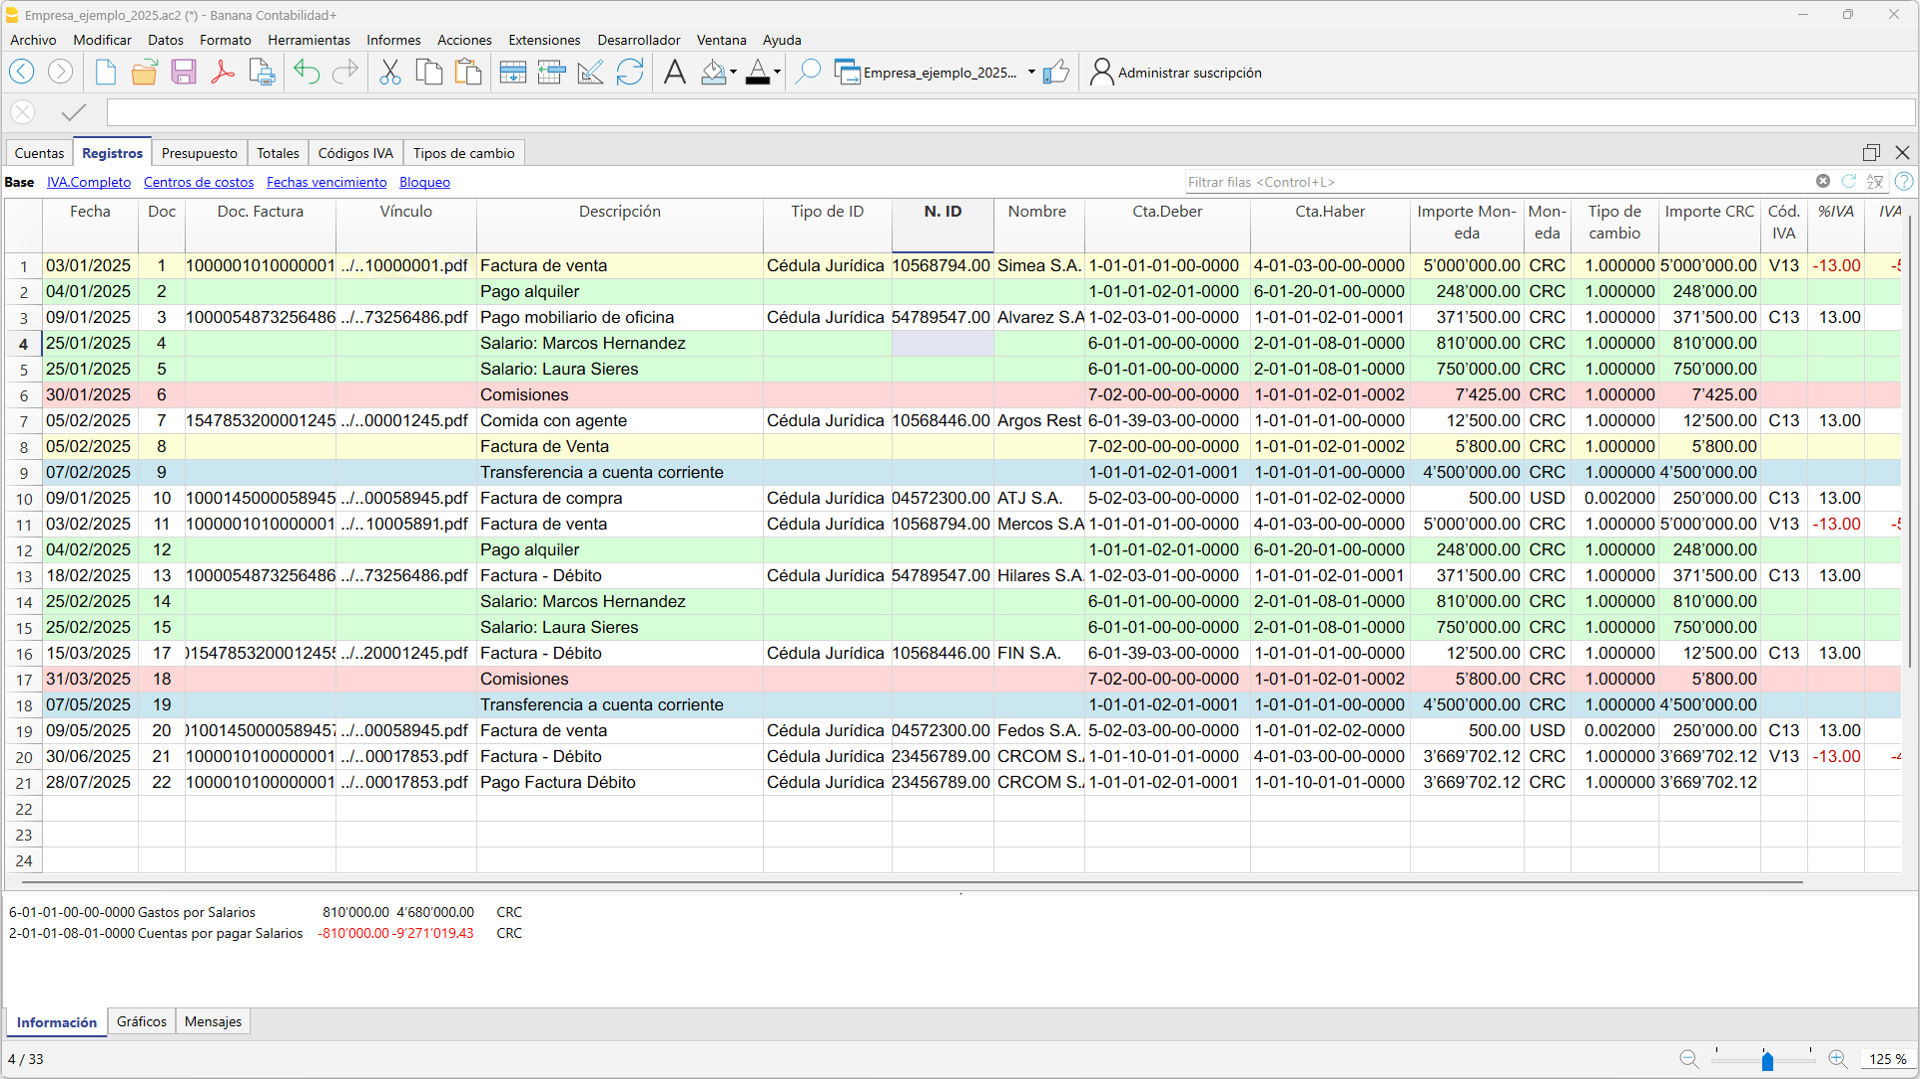 Empresa_ejemplo_2025.ac2 (*) - Banana Contabilidad+
Archivo Modificar Datos Formato Herramientas Informes Acciones Extensiones Desarrollador Ventana Ayuda
Empresa_ejemplo_2025... Administrar suscripción
Cuentas Registros Presupuesto Totales Códigos IVA Tipos de cambio
Base IVA.Completo Centros de costos Fechas vencimiento Bloqueo Filtrar filas <Control+L>
Fecha Doc Doc. Factura Vínculo Descripción Tipo de ID N. ID Nombre Cta.Deber Cta.Haber Importe Mon- Mon- Tipo de Importe CRC Cód. %IVA IVA
eda eda cambio IVA
1 03/01/2025 1 1000001010000001 ../..10000001.pdf Factura de venta Cédula Jurídica 10568794.00 Simea S.A. 1-01-01-01-00-0000 4-01-03-00-00-0000 5’000’000.00 CRC 1.000000 5’000’000.00 V13 -13.00
2 04/01/2025 2 Pago alquiler 1-01-01-02-01-0000 6-01-20-01-00-0000 248’000.00 CRC 1.000000 248’000.00
3 09/01/2025 3 1000054873256486 ../..73256486.pdf Pago mobiliario de oficina Cédula Jurídica 54789547.00 Alvarez S.A 1-02-03-01-00-0000 1-01-01-02-01-0001 371’500.00 CRC 1.000000 371’500.00 C13 13.00
4 25/01/2025 4 Salario: Marcos Hernandez 6-01-01-00-00-0000 2-01-01-08-01-0000 810’000.00 CRC 1.000000 810’000.00
5 25/01/2025 5 Salario: Laura Sieres 6-01-01-00-00-0000 2-01-01-08-01-0000 750’000.00 CRC 1.000000 750’000.00
6 30/01/2025 6 Comisiones 7-02-00-00-00-0000 1-01-01-02-01-0002 7’425.00 CRC 1.000000 7’425.00
7 05/02/2025 7 1547853200001245 ../..00001245.pdf Comida con agente Cédula Jurídica 10568446.00 Argos Rest 6-01-39-03-00-0000 1-01-01-01-00-0000 12’500.00 CRC 1.000000 12’500.00 C13 13.00
8 05/02/2025 8 Factura de Venta 7-02-00-00-00-0000 1-01-01-02-01-0002 5’800.00 CRC 1.000000 5’800.00
9 07/02/2025 9 Transferencia a cuenta corriente 1-01-01-02-01-0001 1-01-01-01-00-0000 4’500’000.00 CRC 1.000000 4’500’000.00
10 09/01/2025 10 1000145000058945 ../..00058945.pdf Factura de compra Cédula Jurídica 04572300.00 ATJ S.A. 5-02-03-00-00-0000 1-01-01-02-02-0000 500.00 USD 0.002000 250’000.00 C13 13.00
11 03/02/2025 11 1000001010000001 ../..10005891.pdf Factura de venta Cédula Jurídica 10568794.00 Mercos S.A 1-01-01-01-00-0000 4-01-03-00-00-0000 5’000’000.00 CRC 1.000000 5’000’000.00 V13 -13.00
12 04/02/2025 12 Pago alquiler 1-01-01-02-01-0000 6-01-20-01-00-0000 248’000.00 CRC 1.000000 248’000.00
13 18/02/2025 13 1000054873256486 ../..73256486.pdf Factura - Débito Cédula Jurídica 54789547.00 Hilares S.A. 1-02-03-01-00-0000 1-01-01-02-01-0001 371’500.00 CRC 1.000000 371’500.00 C13 13.00
14 25/02/2025 14 Salario: Marcos Hernandez 6-01-01-00-00-0000 2-01-01-08-01-0000 810’000.00 CRC 1.000000 810’000.00
15 25/02/2025 15 Salario: Laura Sieres 6-01-01-00-00-0000 2-01-01-08-01-0000 750’000.00 CRC 1.000000 750’000.00
16 15/03/2025 17 01547853200012455 ../..20001245.pdf Factura - Débito Cédula Jurídica 10568446.00 FIN S.A. 6-01-39-03-00-0000 1-01-01-01-00-0000 12’500.00 CRC 1.000000 12’500.00 C13 13.00
17 31/03/2025 18 Comisiones 7-02-00-00-00-0000 1-01-01-02-01-0002 5’800.00 CRC 1.000000 5’800.00
18 07/05/2025 19 Transferencia a cuenta corriente 1-01-01-02-01-0001 1-01-01-01-00-0000 4’500’000.00 CRC 1.000000 4’500’000.00
19 09/05/2025 20 01001450000589457 ../..00058945.pdf Factura de venta Cédula Jurídica 04572300.00 Fedos S.A. 5-02-03-00-00-0000 1-01-01-02-02-0000 500.00 USD 0.002000 250’000.00 C13 13.00
20 30/06/2025 21 1000010100000001 ../..00017853.pdf Factura - Débito Cédula Jurídica 23456789.00 CRCOM S.A 1-01-10-01-01-0000 4-01-03-00-00-0000 3’669’702.12 CRC 1.000000 3’669’702.12 V13 -13.00
21 28/07/2025 22 1000010100000001 ../..00017853.pdf Pago Factura Débito Cédula Jurídica 23456789.00 CRCOM S.A 1-01-01-02-01-0001 1-01-10-01-01-0000 3’669’702.12 CRC 1.000000 3’669’702.12
22
23
24
6-01-01-00-00-0000 Gastos por Salarios 810’000.00 4’680’000.00 CRC
2-01-01-08-01-0000 Cuentas por pagar Salarios -810’000.00 -9’271’019.43 CRC
Información Gráficos Mensajes
4 / 33 125 %